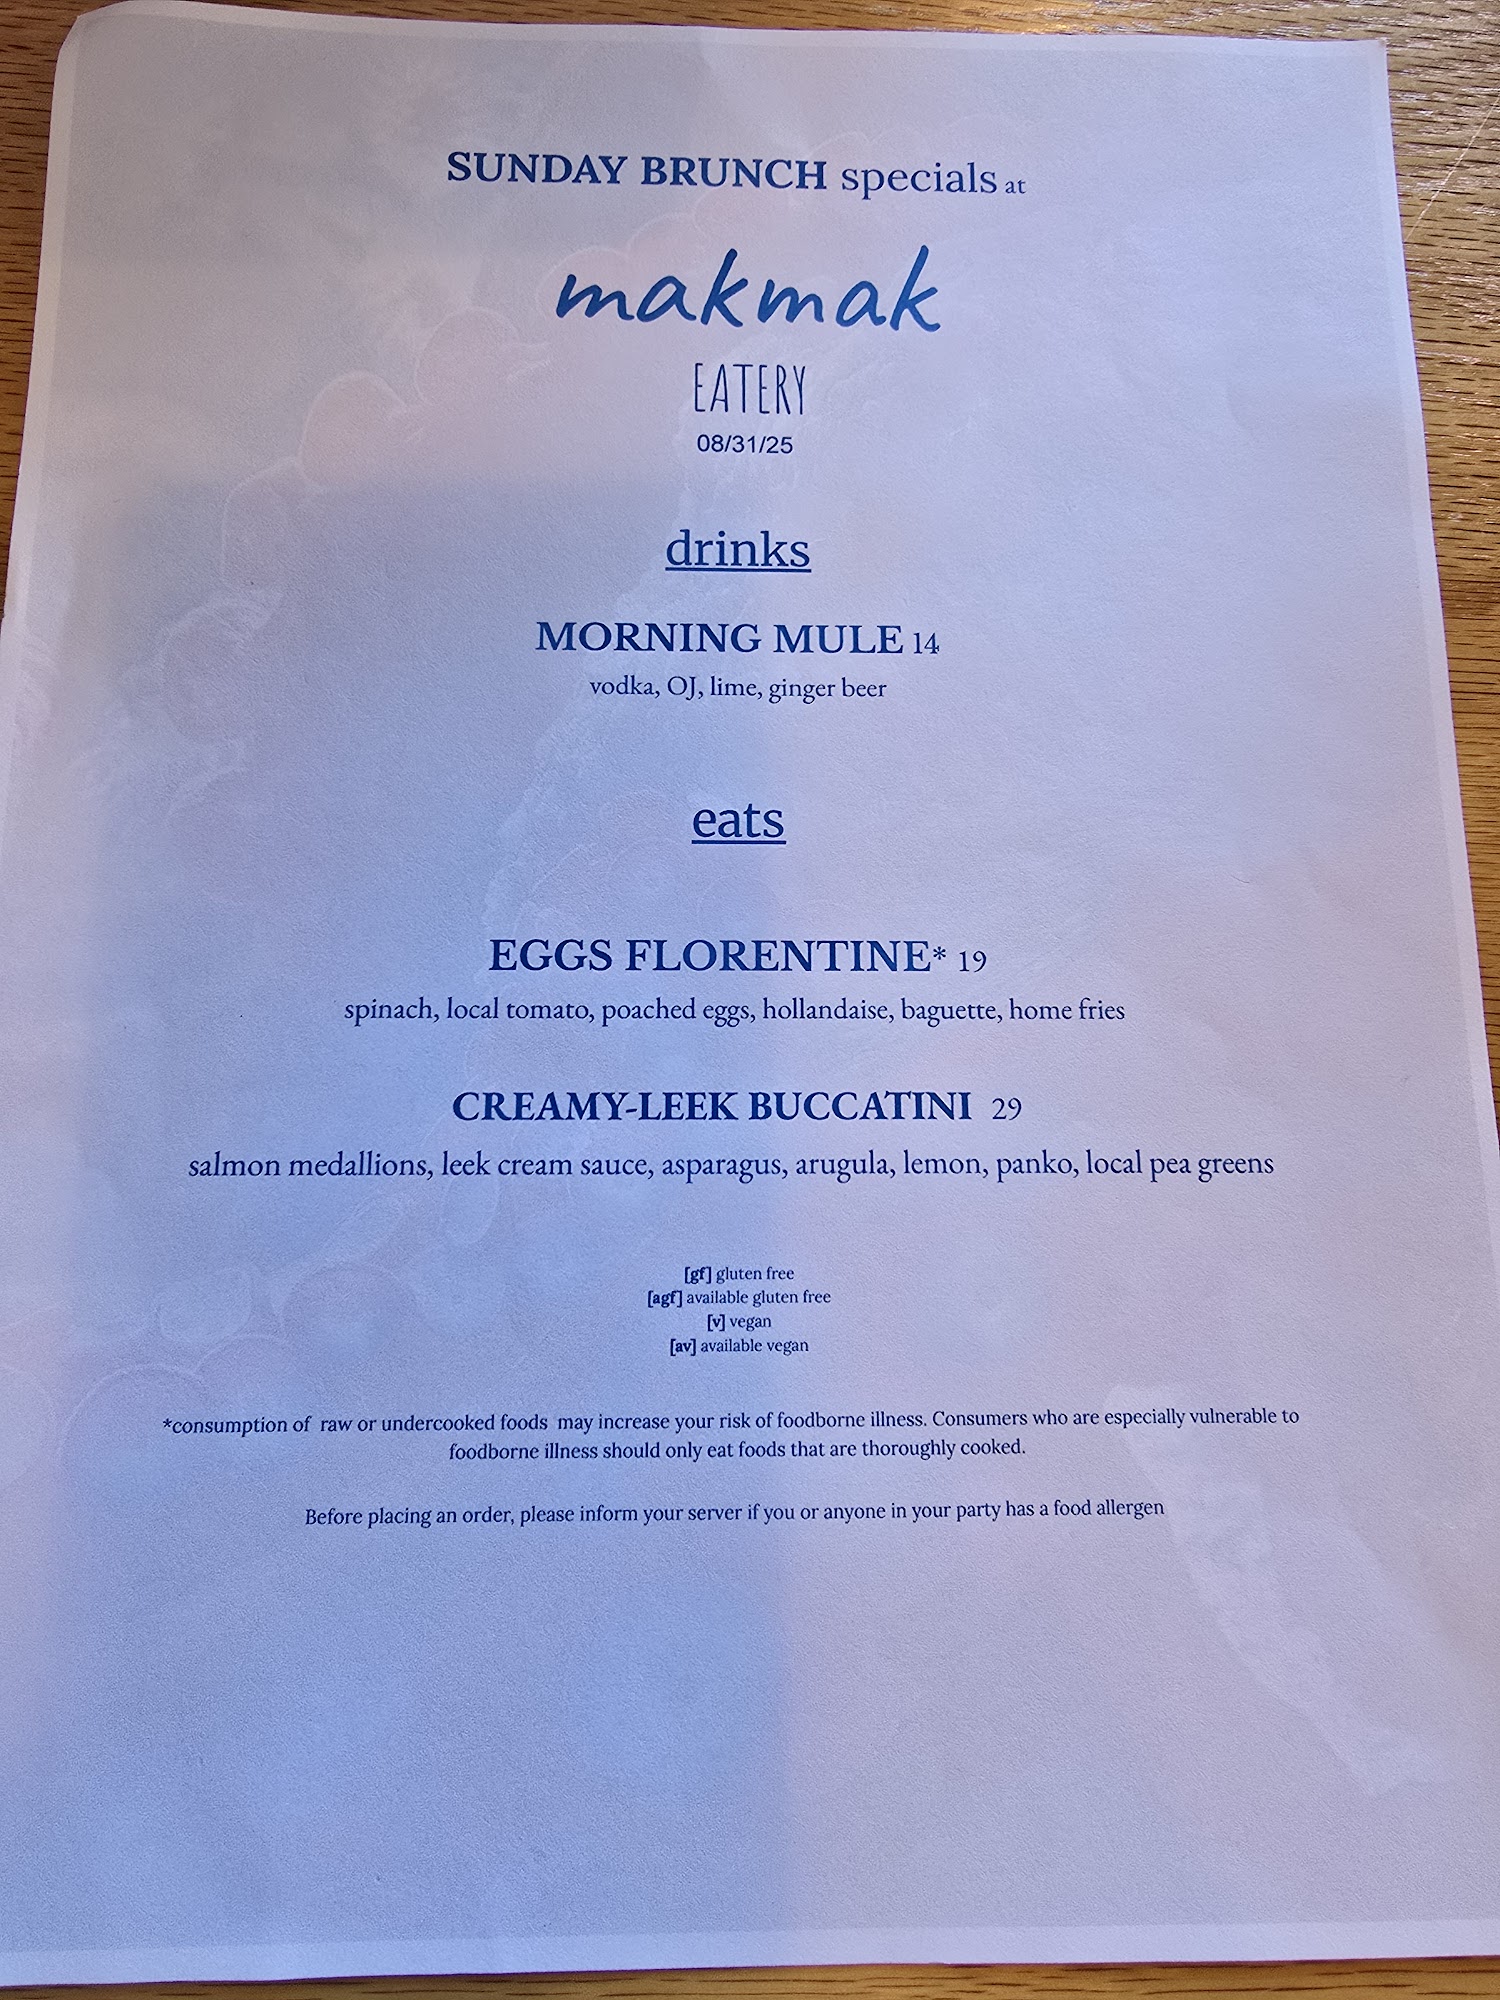 SUNDAY BRUNCH specials at
makmak
EATERY
08/31/25
drinks
MORNING MULE 14
vodka, OJ, lime, ginger beer
eats
EGGS FLORENTINE* 19
spinach, local tomato, poached eggs, hollandaise, baguette, home fries
CREAMY-LEEK BUCCATINI 29
salmon medallions, leek cream sauce, asparagus, arugula, lemon, panko, local pea greens
[gf] gluten free
[agf] available gluten free
[v] vegan
[av] available vegan
*consumption of raw or undercooked foods may increase your risk of foodborne illness. Consumers who are especially vulnerable to
foodborne illness should only eat foods that are thoroughly cooked.
Before placing an order, please inform your server if you or anyone in your party has a food allergen